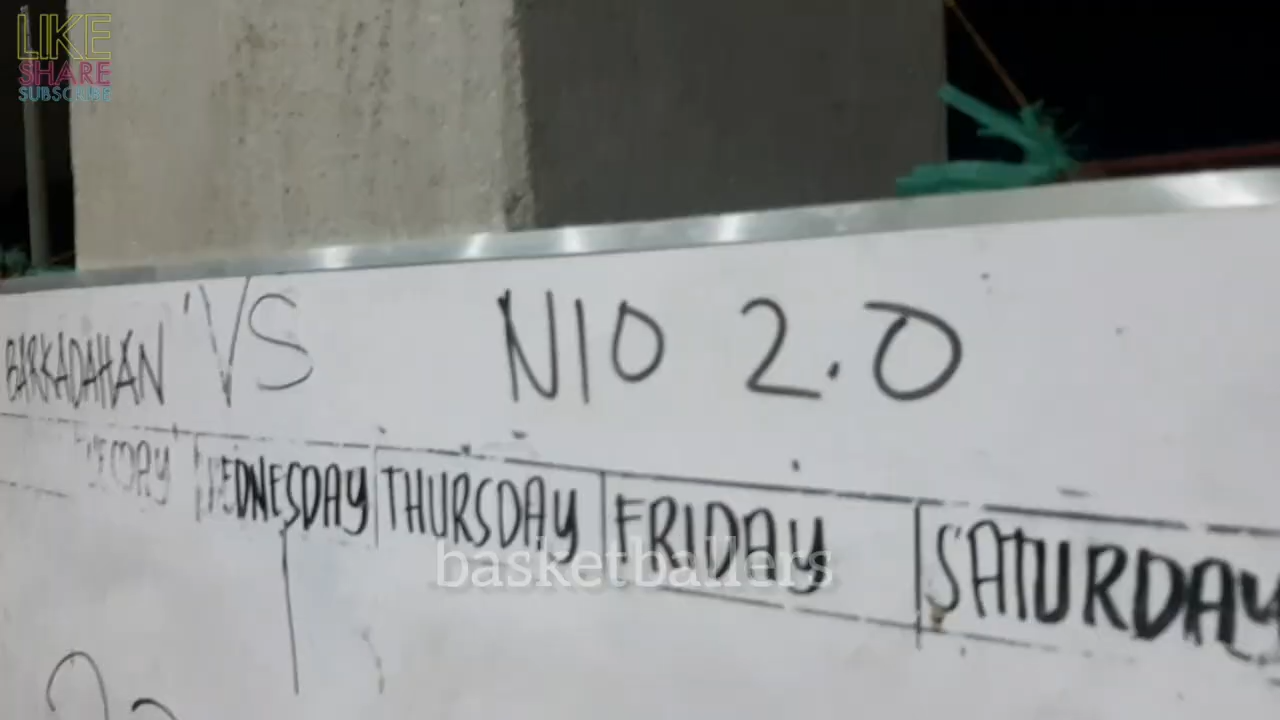 LIKE
SHARE
SUBSCRIBE
BARKADAHAN VS NIO 2.0
WEDNESDAY THURSDAY FRIDAY SATURDAY
basketballers